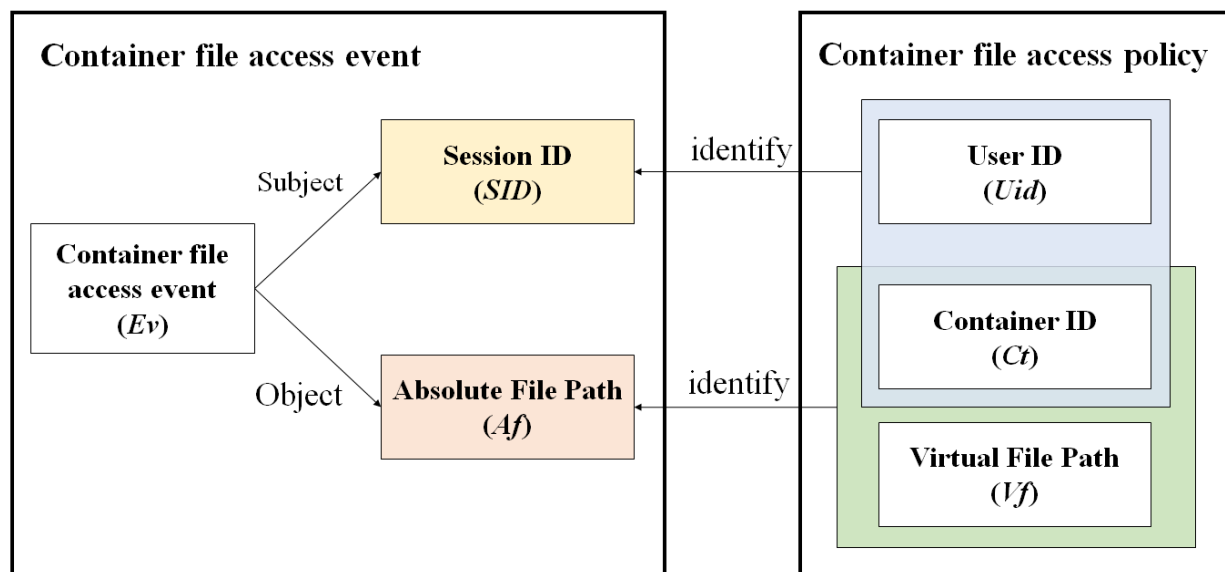 Container file access event
Container file access policy
Session ID
(SID)
identify
User ID
(Uid)
Subject
Container file
access event
(Ev)
Container ID
(Ct)
Object
Absolute File Path
(Af)
identify
Virtual File Path
(Vf)